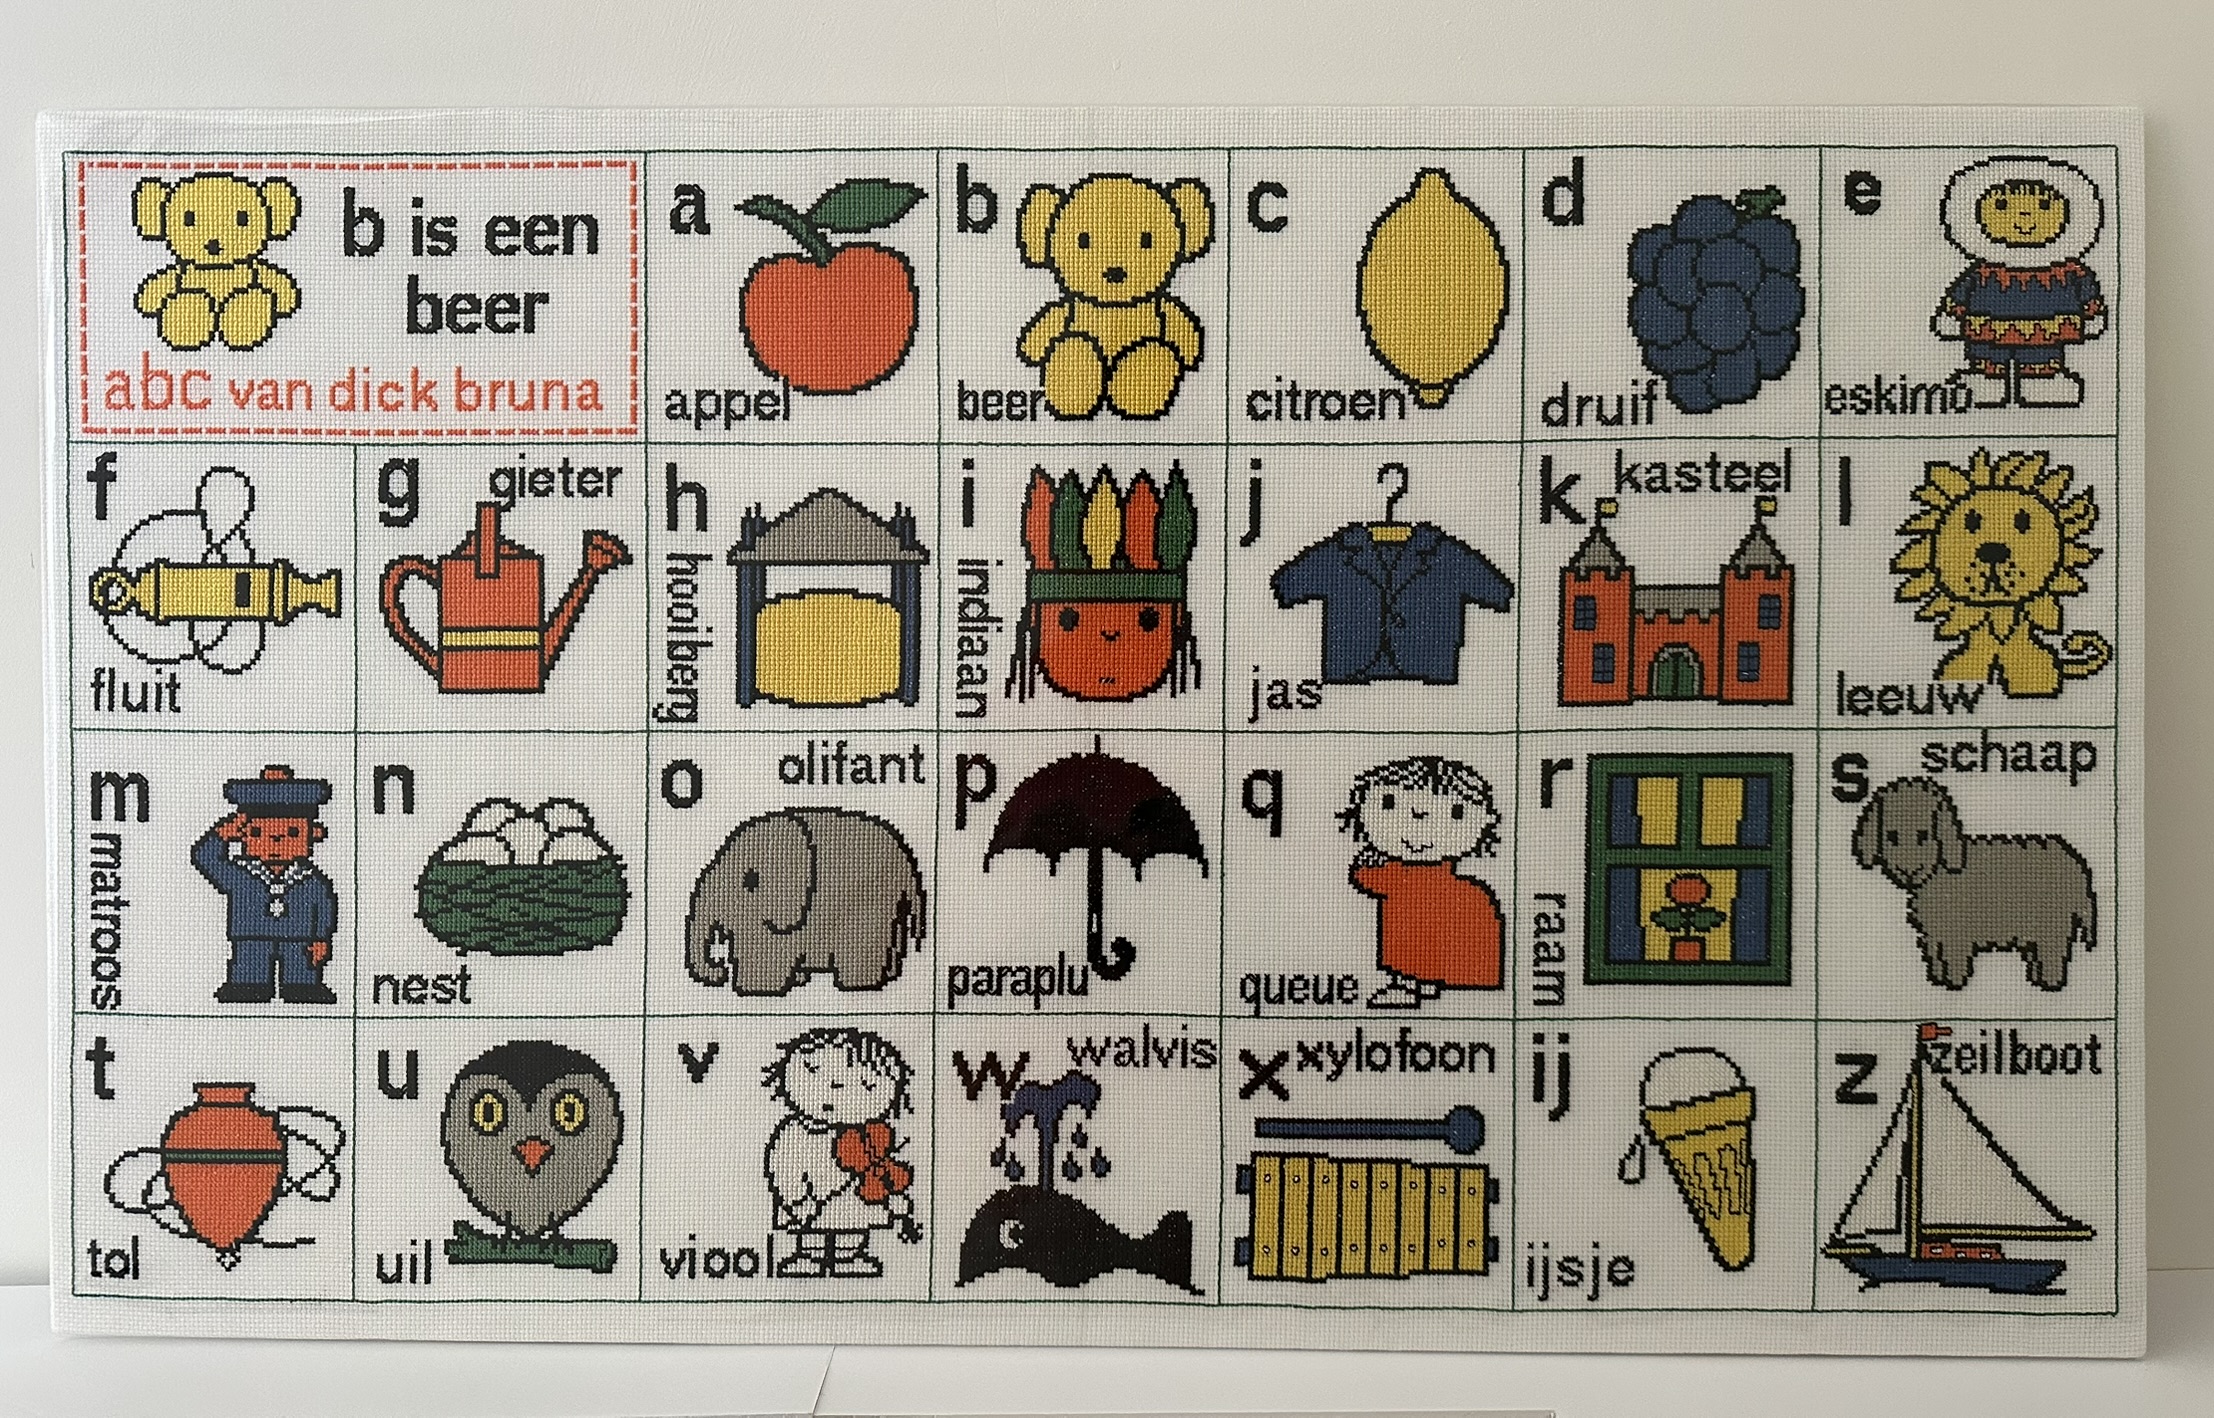 b is een
beer
abc van dick bruna
a
appel
b
beer
c
citroen
d
druif
e
eskimo
f
fluit
g
gieter
h
hooiberg
i
indiaan
j
jas
k
kasteel
l
leeuw
m
matroos
n
nest
o
olifant
p
paraplu
q
queue
r
raam
s
schaap
t
tol
u
uil
v
viool
w
walvis
x
xylofoon
ij
ijsje
z
zeilboot